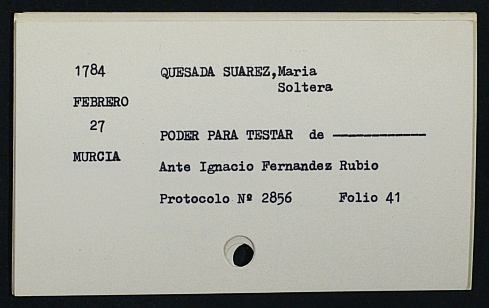 1784 QUESADA SUAREZ,Maria
Soltera
FEBRERO
27
PODER PARA TESTAR de ————————
MURCIA
Ante Ignacio Fernandez Rubio
Protocolo Nº 2856 Folio 41